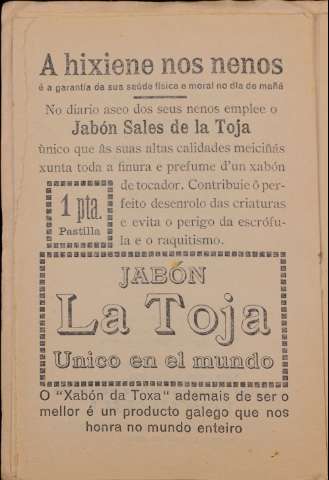 A hixiene nos nenos
é a garantía da sua saúde física e moral no día de mañá
No diario aseo dos seus nenos emplee o
Jabón Sales de la Toja
único que âs suas altas calidades meiciñás
xunta toda a finura e prefume d'un xabón
de tocador. Contribuie ô per-
feito desenrolo das criaturas
e evita o perigo da escrófu-
la e o raquitismo.
1 pta.
Pastilla
JABÓN
La Toja
Unico en el mundo
O "Xabón da Toxa" ademais de ser o
mellor é un producto galego que nos
honra no mundo enteiro